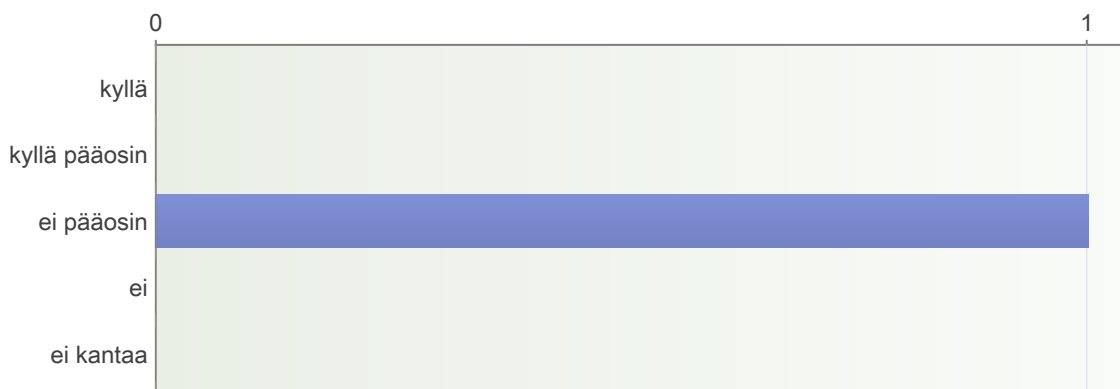 0 1
kyllä
kyllä pääosin
ei pääosin
ei
ei kantaa